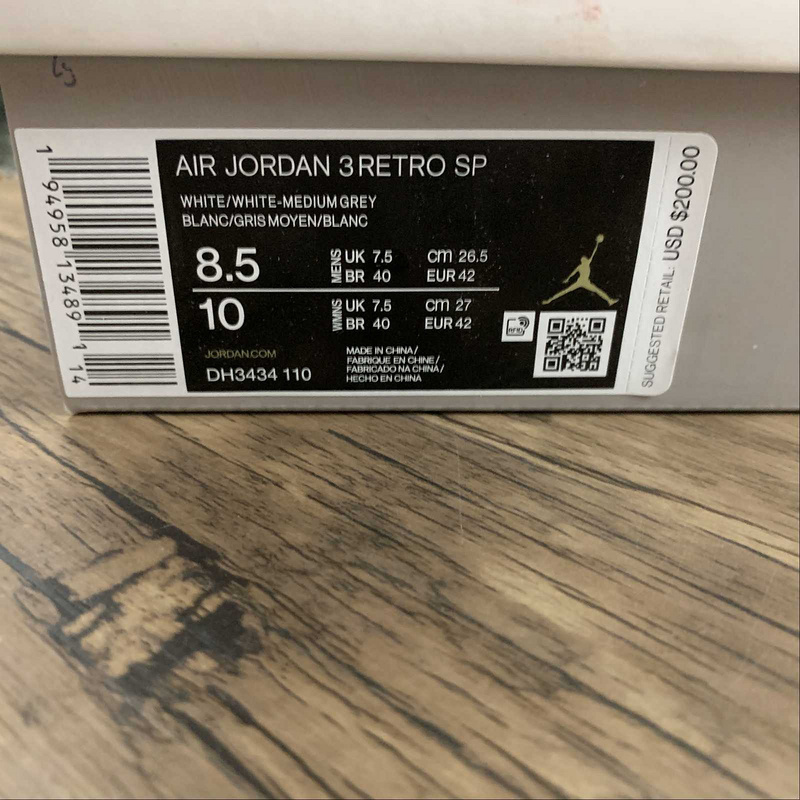 AIR JORDAN 3 RETRO SP
WHITE/WHITE-MEDIUM GREY
BLANC/GRIS MOYEN/BLANC
8.5
MENS
UK 7.5
cm 26.5
BR 40
EUR 42
10
WMNS
UK 7.5
cm 27
BR 40
EUR 42
JORDAN.COM
DH3434 110
MADE IN CHINA/
FABRIQUE EN CHINE/
FABRICADO NA CHINA/
HECHO EN CHINA
RFID
SUGGESTED RETAIL: USD $200.00
1 94958 13489 1 14